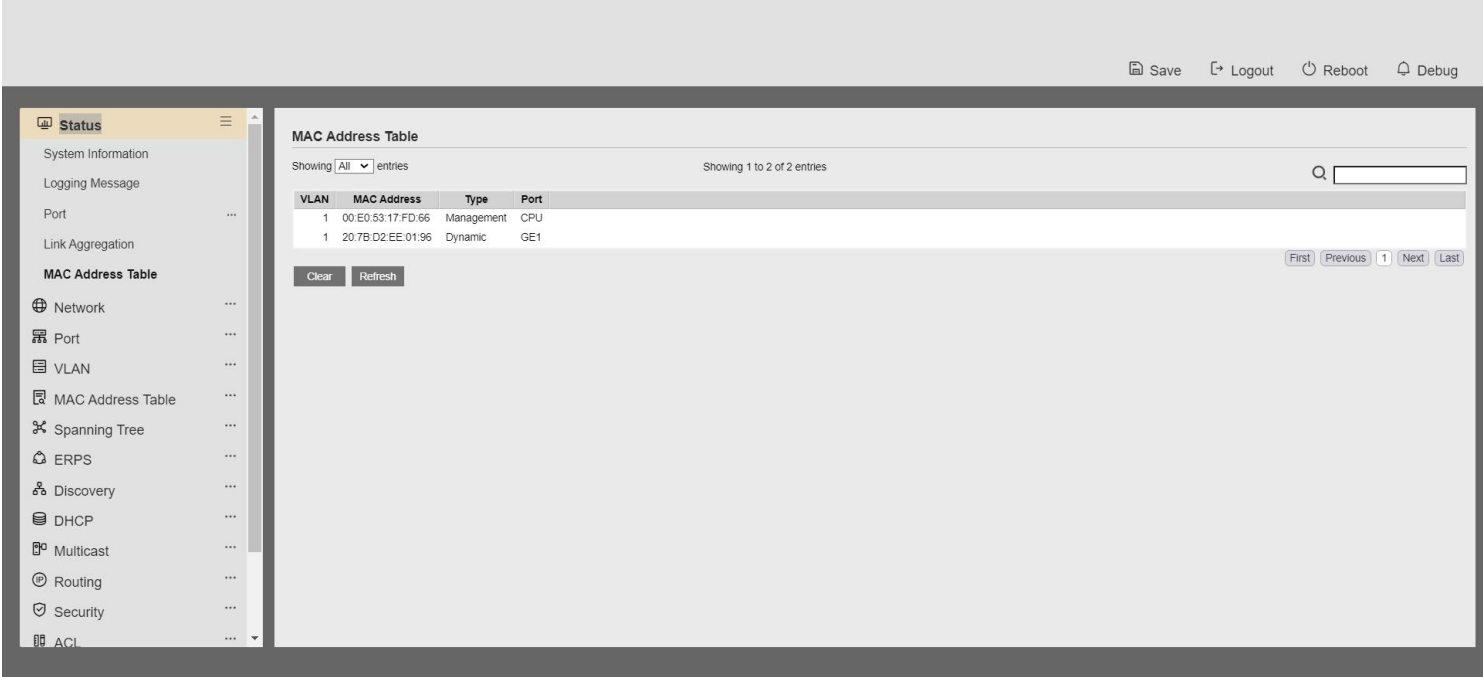 Save Logout Reboot Debug
Status
System Information
Logging Message
Port ...
Link Aggregation
MAC Address Table
Network ...
Port ...
VLAN ...
MAC Address Table ...
Spanning Tree ...
ERPS ...
Discovery ...
DHCP ...
Multicast ...
IP Routing ...
Security ...
ACL ...
MAC Address Table
Showing All entries Showing 1 to 2 of 2 entries
VLAN MAC Address Type Port
1 00:E0:53:17:FD:66 Management CPU
1 20:7B:D2:EE:01:96 Dynamic GE1
First Previous 1 Next Last
Clear Refresh